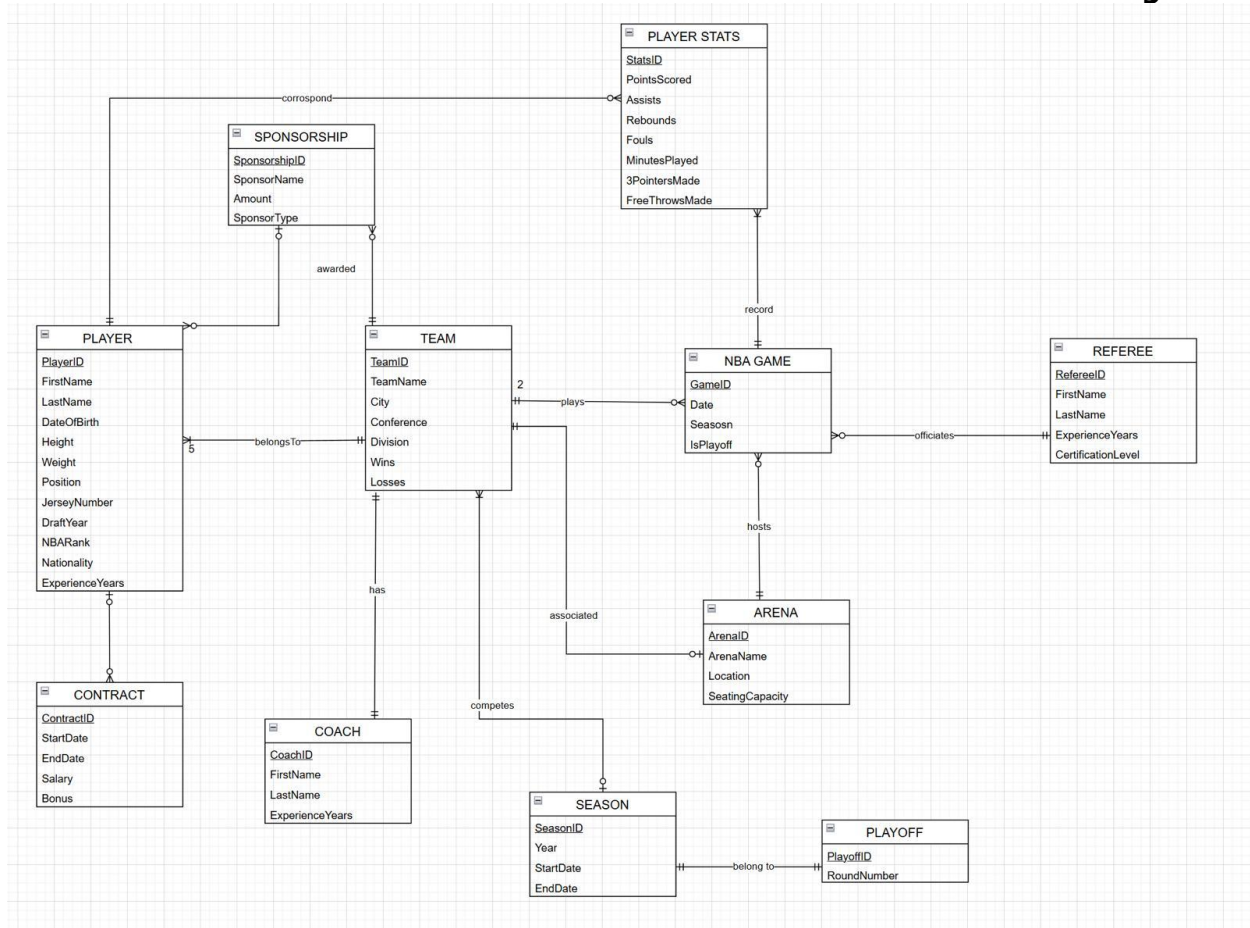 PLAYER STATS
StatsID
PointsScored
Assists
Rebounds
Fouls
MinutesPlayed
3PointersMade
FreeThrowsMade
corrospond
SPONSORSHIP
SponsorshipID
SponsorName
Amount
SponsorType
awarded
record
PLAYER
PlayerID
FirstName
LastName
DateOfBirth
Height
Weight
Position
JerseyNumber
DraftYear
NBARank
Nationality
ExperienceYears
belongsTo
5
TEAM
TeamID
TeamName
City
Conference
Division
Wins
Losses
2
plays
NBA GAME
GameID
Date
Seasosn
IsPlayoff
officiates
REFEREE
RefereeID
FirstName
LastName
ExperienceYears
CertificationLevel
hosts
has
associated
ARENA
ArenaID
ArenaName
Location
SeatingCapacity
CONTRACT
ContractID
StartDate
EndDate
Salary
Bonus
COACH
CoachID
FirstName
LastName
ExperienceYears
competes
SEASON
SeasonID
Year
StartDate
EndDate
belong to
PLAYOFF
PlayoffID
RoundNumber